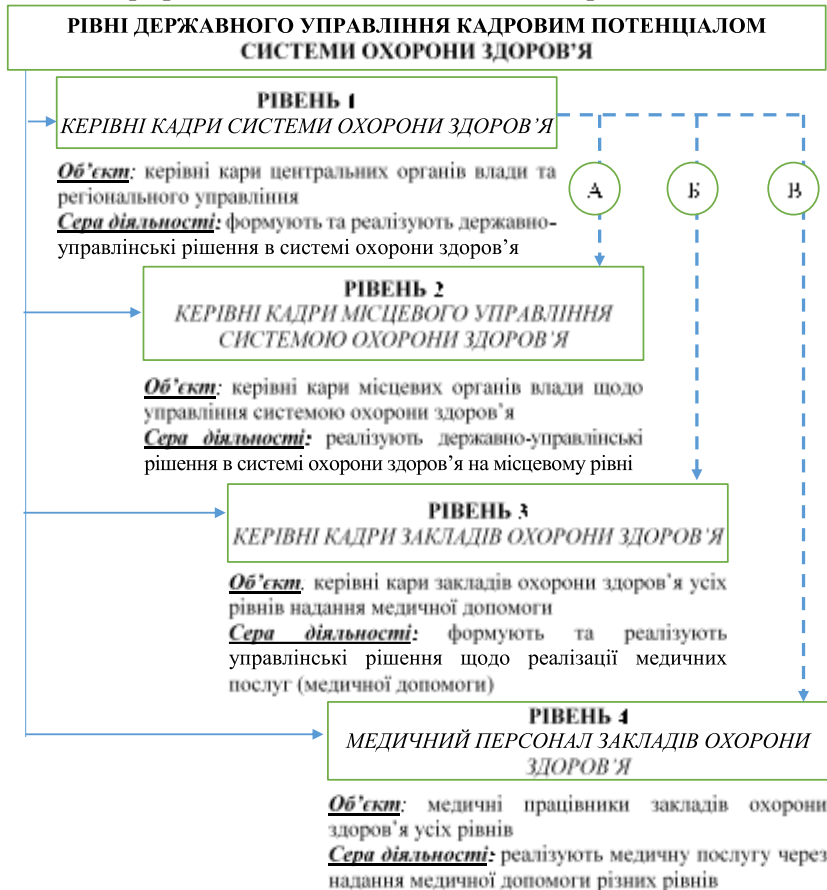 РІВНІ ДЕРЖАВНОГО УПРАВЛІННЯ КАДРОВИМ ПОТЕНЦІАЛОМ
СИСТЕМИ ОХОРОНИ ЗДОРОВ’Я
РІВЕНЬ 1
КЕРІВНІ КАДРИ СИСТЕМИ ОХОРОНИ ЗДОРОВ’Я
Об’єкт: керівні кари центральних органів влади та
регіонального управління
Сера діяльності: формують та реалізують державно-
управлінські рішення в системі охорони здоров’я
А
Б
В
РІВЕНЬ 2
КЕРІВНІ КАДРИ МІСЦЕВОГО УПРАВЛІННЯ
СИСТЕМОЮ ОХОРОНИ ЗДОРОВ’Я
Об’єкт: керівні кари місцевих органів влади щодо
управління системою охорони здоров’я
Сера діяльності: реалізують державно-управлінські
рішення в системі охорони здоров’я на місцевому рівні
РІВЕНЬ 3
КЕРІВНІ КАДРИ ЗАКЛАДІВ ОХОРОНИ ЗДОРОВ’Я
Об’єкт. керівні кари закладів охорони здоров’я усіх
рівнів надання медичної допомоги
Сера діяльності: формують та реалізують
управлінські рішення щодо реалізації медичних
послуг (медичної допомоги)
РІВЕНЬ 4
МЕДИЧНИЙ ПЕРСОНАЛ ЗАКЛАДІВ ОХОРОНИ
ЗДОРОВ’Я
Об’єкт: медичні працівники закладів охорони
здоров’я усіх рівнів
Сера діяльності: реалізують медичну послугу через
надання медичної допомоги різних рівнів